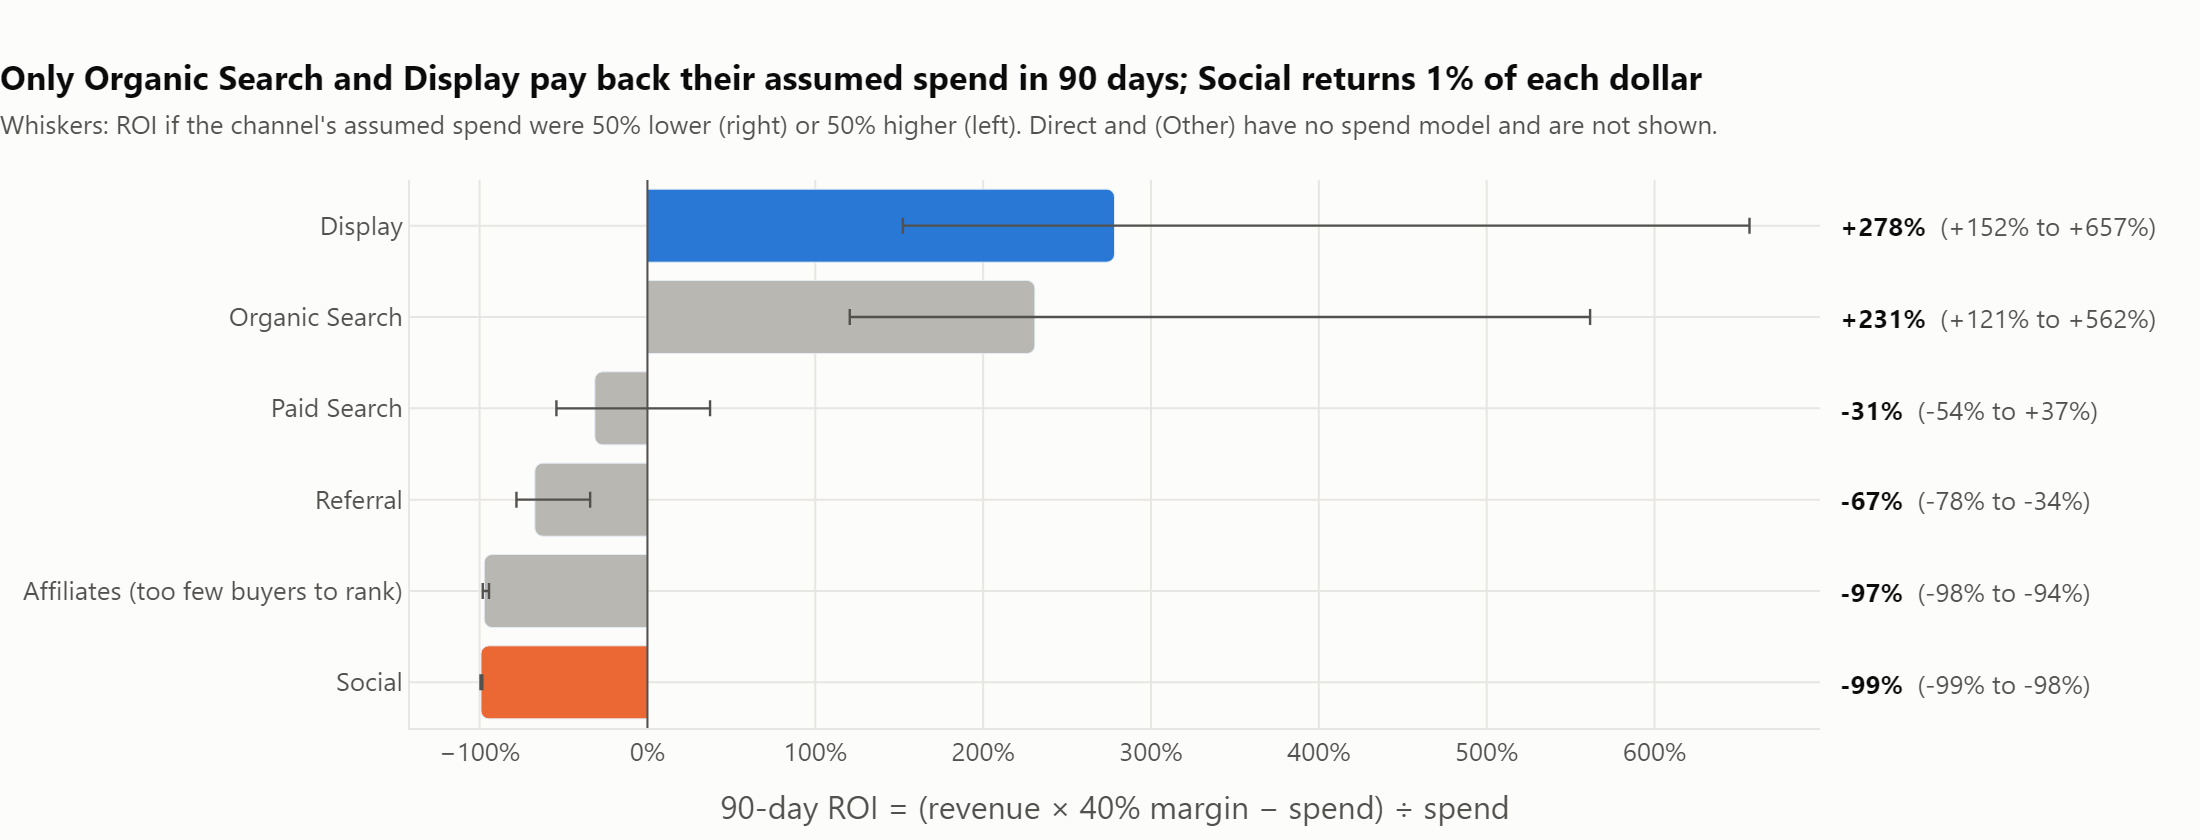 Only Organic Search and Display pay back their assumed spend in 90 days; Social returns 1% of each dollar
Whiskers: ROI if the channel's assumed spend were 50% lower (right) or 50% higher (left). Direct and (Other) have no spend model and are not shown.
Display +278% (+152% to +657%)
Organic Search +231% (+121% to +562%)
Paid Search -31% (-54% to +37%)
Referral -67% (-78% to -34%)
Affiliates (too few buyers to rank) -97% (-98% to -94%)
Social -99% (-99% to -98%)
−100% 0% 100% 200% 300% 400% 500% 600%
90-day ROI = (revenue × 40% margin − spend) ÷ spend